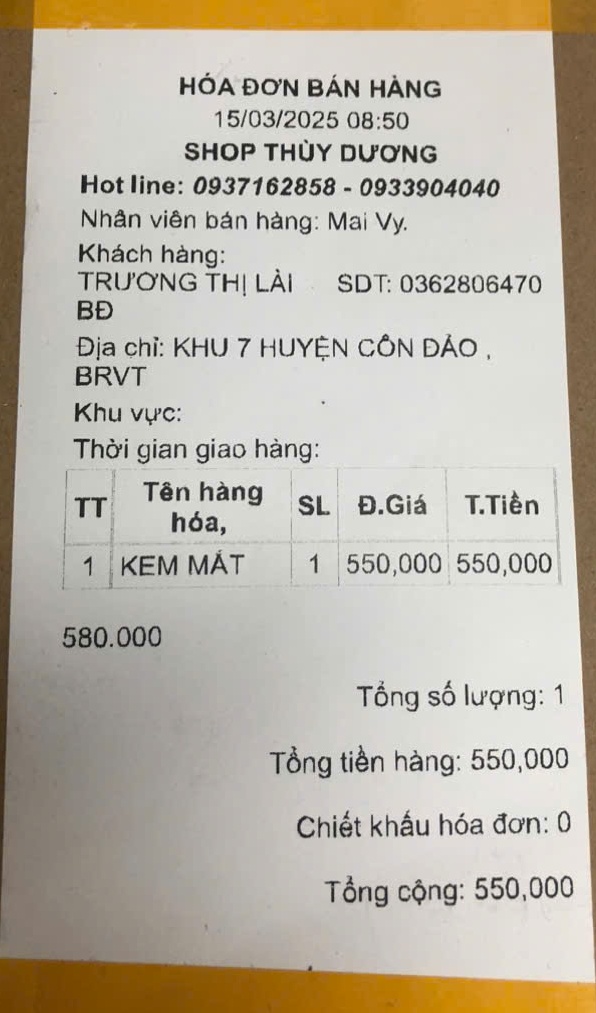 HÓA ĐƠN BÁN HÀNG
15/03/2025 08:50
SHOP THÙY DƯƠNG
Hot line: 0937162858 - 0933904040
Nhân viên bán hàng: Mai Vy.
Khách hàng:
TRƯƠNG THỊ LÀI SDT: 0362806470
BĐ
Địa chỉ: KHU 7 HUYỆN CÔN ĐẢO ,
BRVT
Khu vực:
Thời gian giao hàng:
TT Tên hàng hóa, SL Đ.Giá T.Tiền
1 KEM MẮT 1 550,000 550,000
580.000
Tổng số lượng: 1
Tổng tiền hàng: 550,000
Chiết khấu hóa đơn: 0
Tổng cộng: 550,000